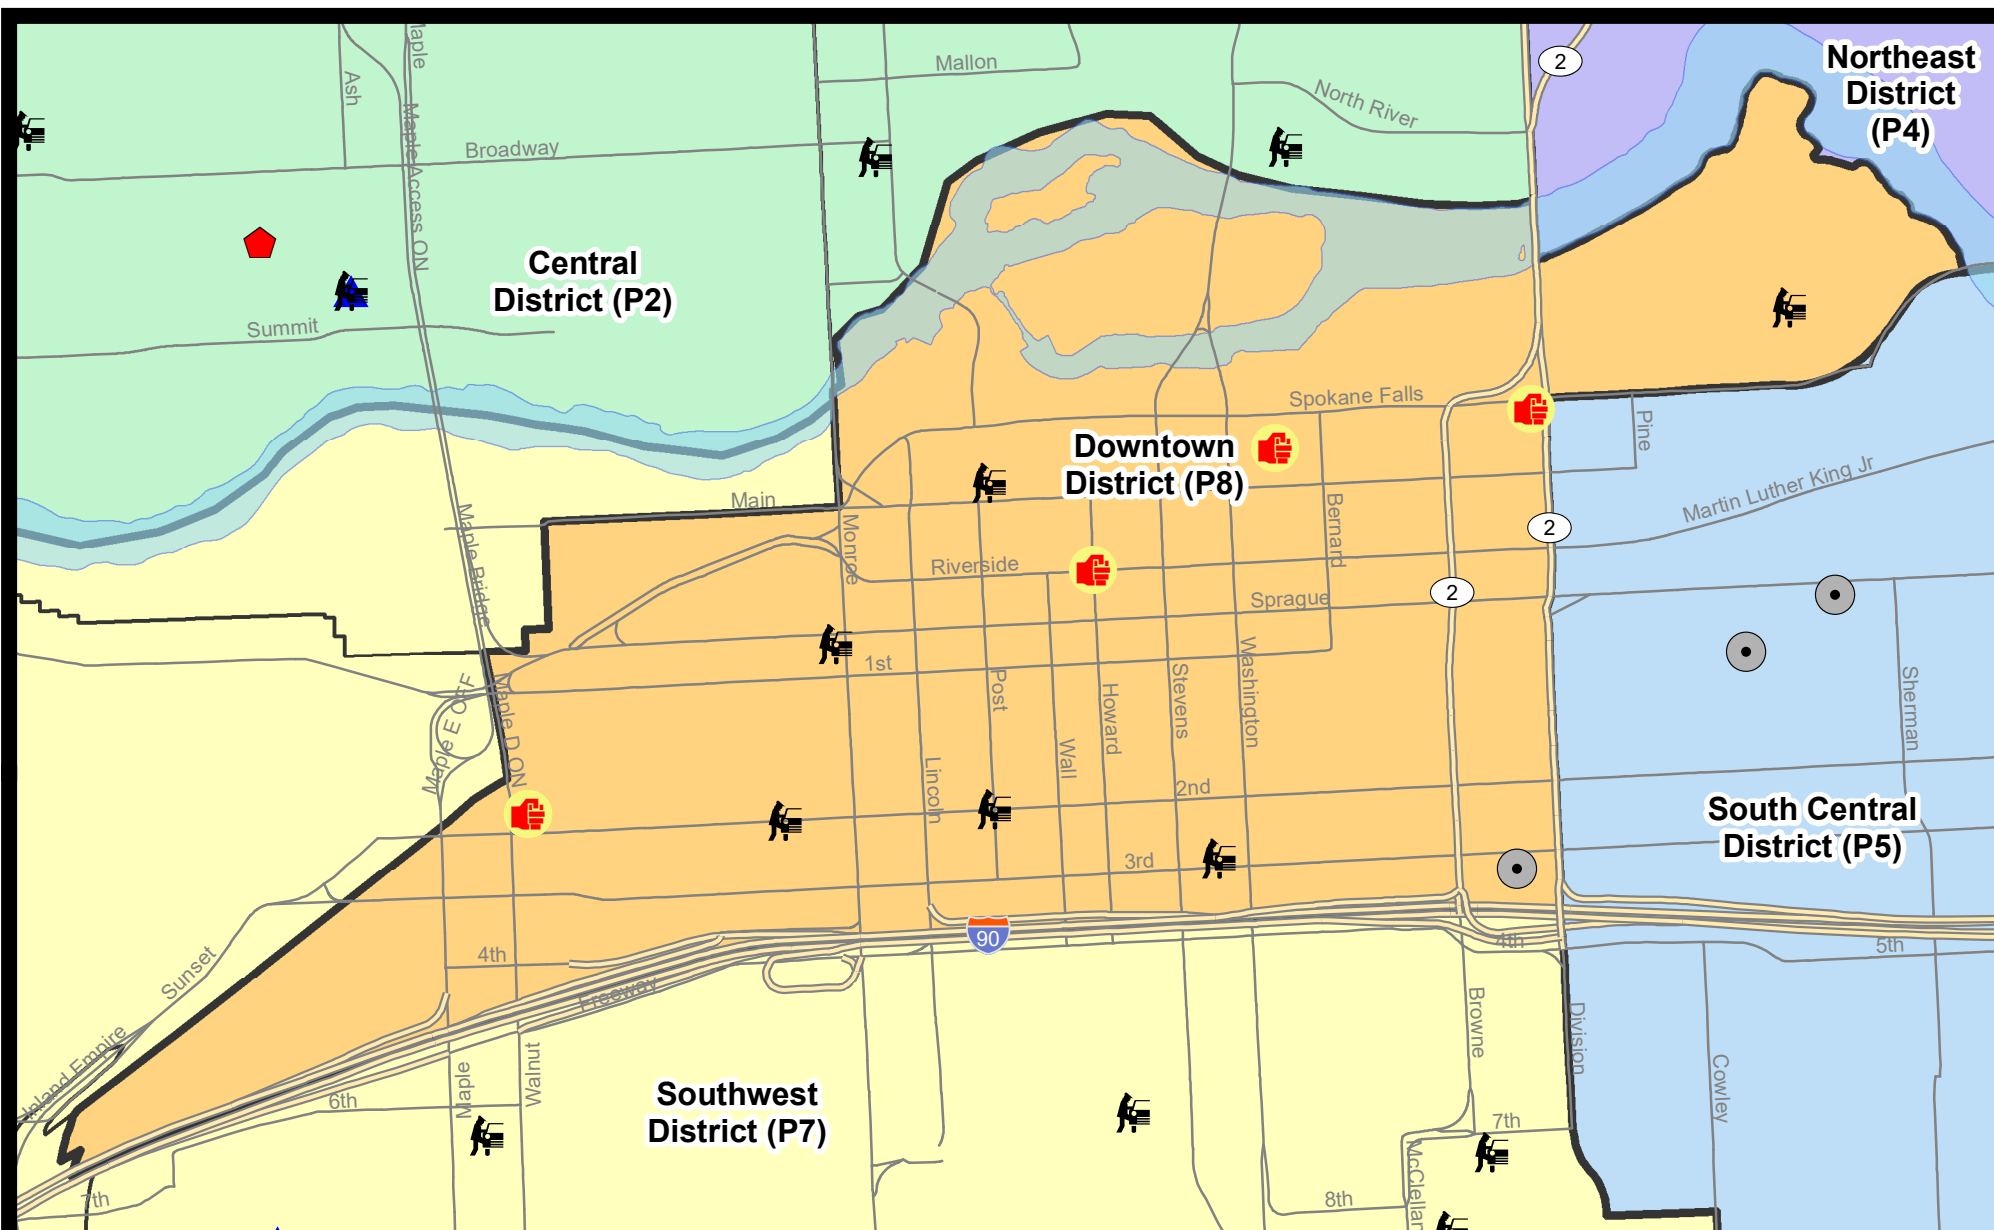 Maple
2
Northeast
District
(P4)
Mallon
Ash
North River
Maple Access ON
Broadway
Central
District (P2)
Summit
Spokane Falls
Pine
Downtown
District (P8)
Martin Luther King Jr
Main
Bernard
2
Maple Bridge
Monroe
Riverside
2
Sprague
1st
Washington
Stevens
Post
Howard
Sherman
Maple E OFF
Maple D ON
Wall
Lincoln
2nd
South Central
District (P5)
3rd
90
4th
4th
5th
Sunset
Freeway
Browne
Division
Inland Empire
Walnut
Maple
Cowley
6th
Southwest
District (P7)
7th
McClellan
7th
8th